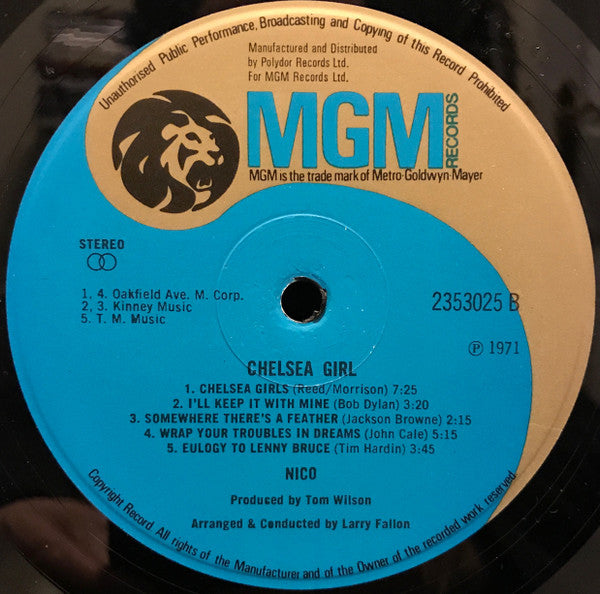 Unauthorised Public Performance, Broadcasting and Copying of this Record Prohibited
Manufactured and Distributed
by Polydor Records Ltd.
For MGM Records Ltd.
MGM
RECORDS
MGM is the trade mark of Metro-Goldwyn-Mayer
STEREO
1. 4. Oakfield Ave. M. Corp.
2. 3. Kinney Music
5. T. M. Music
2353025 B
℗ 1971
CHELSEA GIRL
1. CHELSEA GIRLS (Reed/Morrison) 7:25
2. I'LL KEEP IT WITH MINE (Bob Dylan) 3:20
3. SOMEWHERE THERE'S A FEATHER (Jackson Browne) 2:15
4. WRAP YOUR TROUBLES IN DREAMS (John Cale) 5:15
5. EULOGY TO LENNY BRUCE (Tim Hardin) 3:45
NICO
Produced by Tom Wilson
Arranged & Conducted by Larry Fallon
Copyright Record. All rights of the Manufacturer and of the Owner of the recorded work reserved.